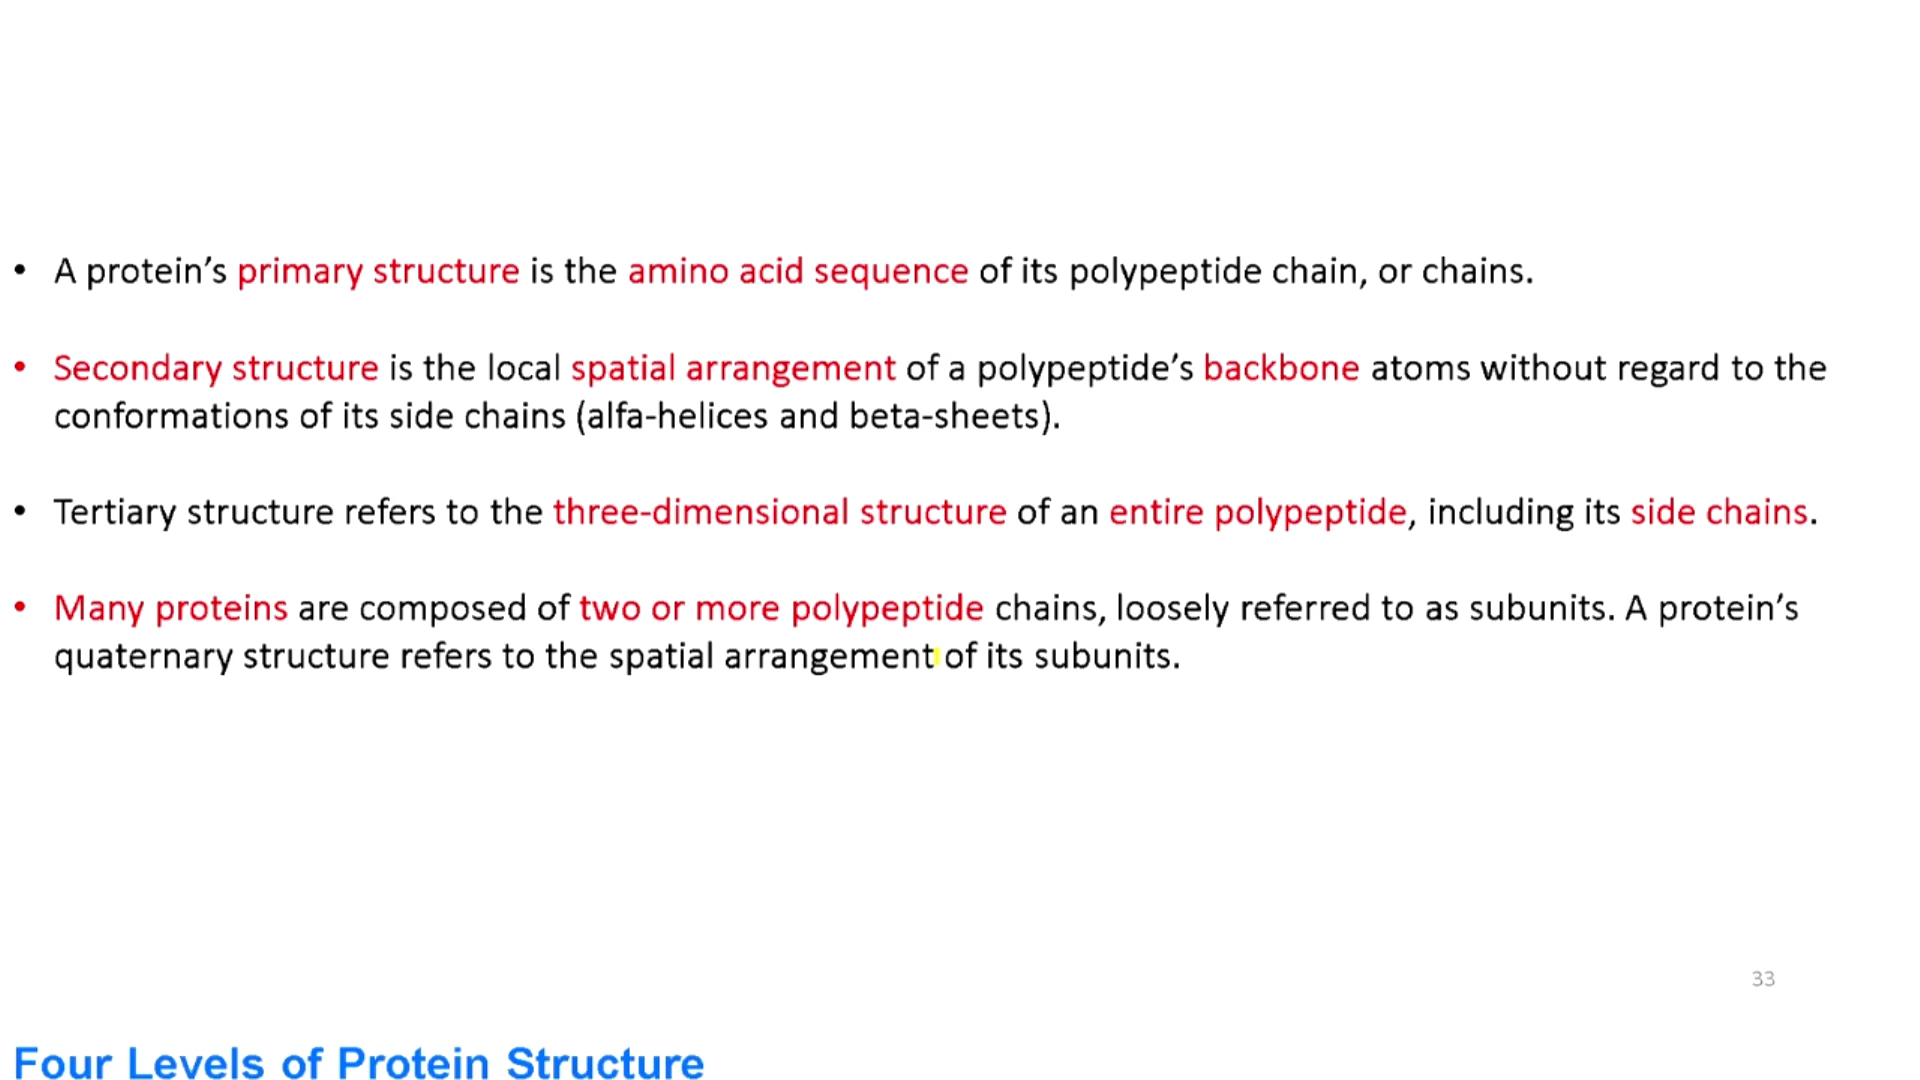 • A protein’s primary structure is the amino acid sequence of its polypeptide chain, or chains.
• Secondary structure is the local spatial arrangement of a polypeptide’s backbone atoms without regard to the
conformations of its side chains (alfa-helices and beta-sheets).
• Tertiary structure refers to the three-dimensional structure of an entire polypeptide, including its side chains.
• Many proteins are composed of two or more polypeptide chains, loosely referred to as subunits. A protein’s
quaternary structure refers to the spatial arrangement of its subunits.
33
Four Levels of Protein Structure